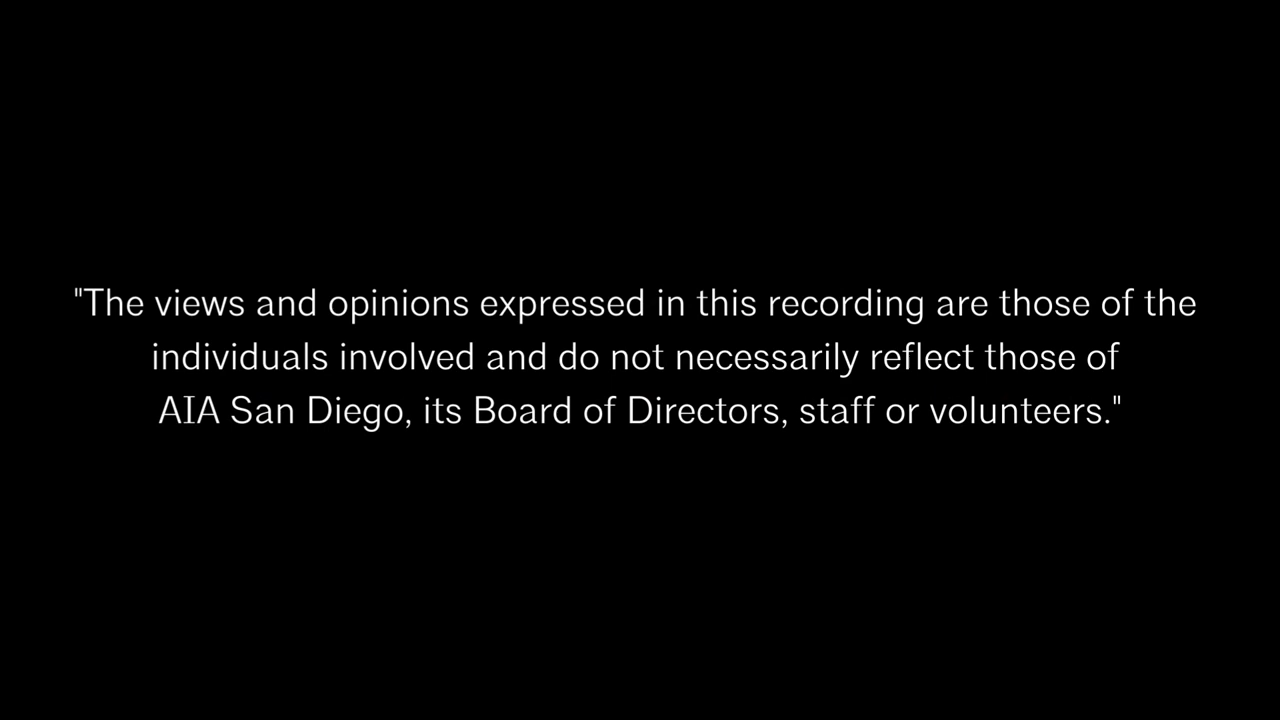 "The views and opinions expressed in this recording are those of the
individuals involved and do not necessarily reflect those of
AIA San Diego, its Board of Directors, staff or volunteers."